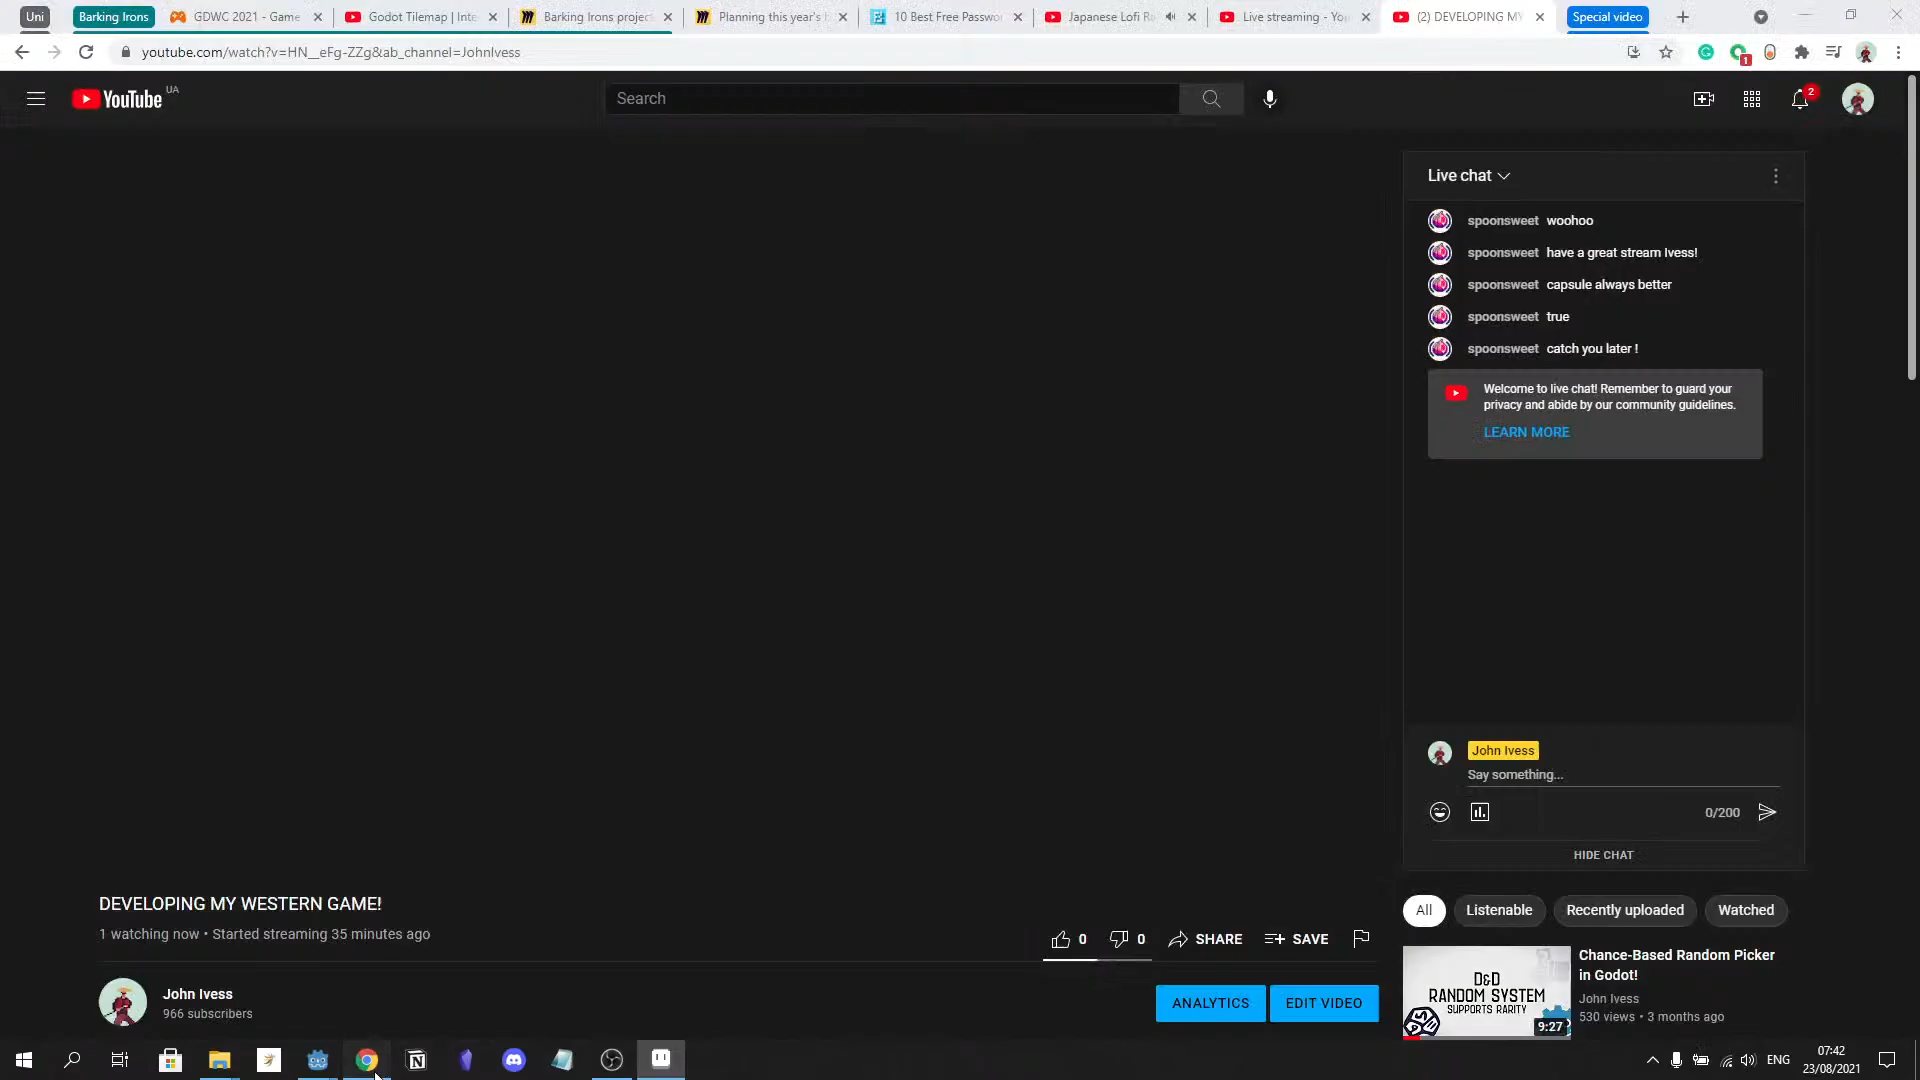 Uni
Barking Irons
GDWC 2021 - Game
Godot Tilemap | Inte
Barking Irons projec
Planning this year's
10 Best Free Passwo
Japanese Lofi R
Live streaming - Yo
(2) DEVELOPING MY
Special video
youtube.com/watch?v=HN__eFg-ZZg&ab_channel=JohnIvess
1
YouTube UA
Search
2
Live chat
spoonsweet woohoo
spoonsweet have a great stream Ivess!
spoonsweet capsule always better
spoonsweet true
spoonsweet catch you later !
Welcome to live chat! Remember to guard your
privacy and abide by our community guidelines.
LEARN MORE
John Ivess
Say something...
0/200
HIDE CHAT
DEVELOPING MY WESTERN GAME!
1 watching now • Started streaming 35 minutes ago
0
0
SHARE
SAVE
John Ivess
966 subscribers
ANALYTICS
EDIT VIDEO
All
Listenable
Recently uploaded
Watched
D&D
RANDOM SYSTEM
SUPPORTS RARITY
9:27
Chance-Based Random Picker
in Godot!
John Ivess
530 views • 3 months ago
ENG
07:42
23/08/2021